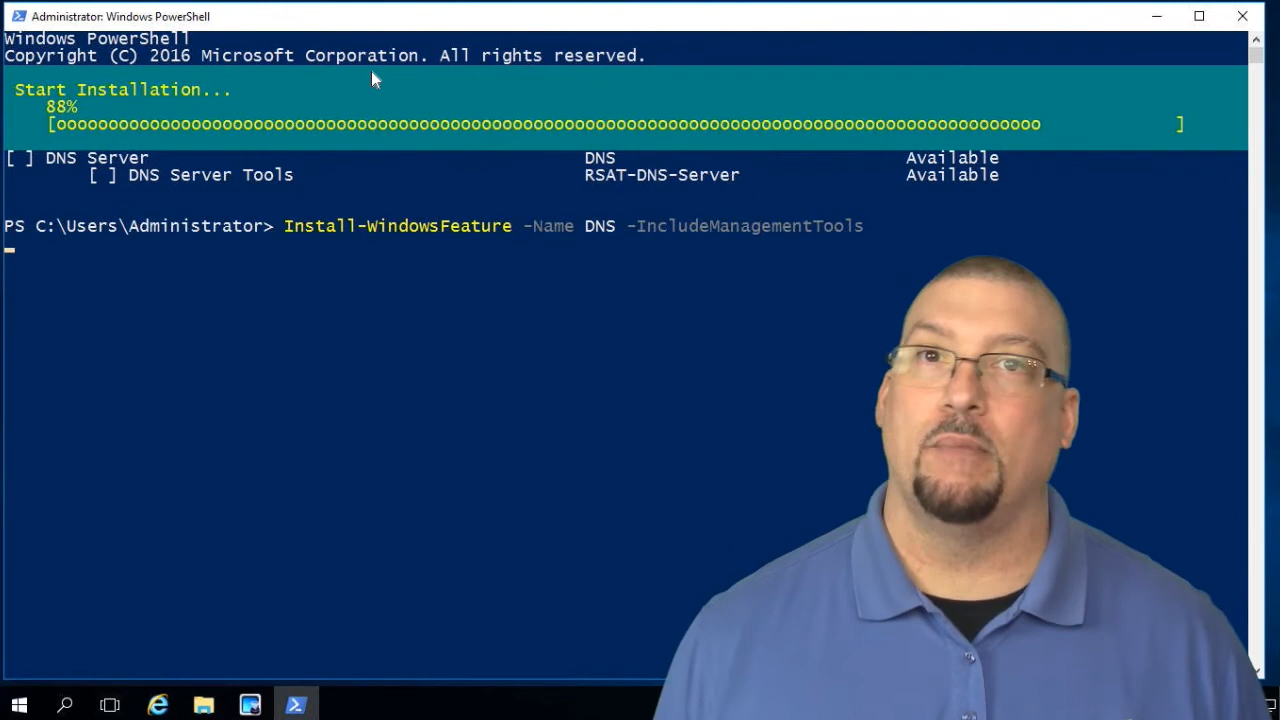 Administrator: Windows PowerShell
Windows PowerShell
Copyright (C) 2016 Microsoft Corporation. All rights reserved.
Start Installation...
88%
[oooooooooooooooooooooooooooooooooooooooooooooooooooooooooooooooooooooooooooooooooooooooooooooooo ]
[ ] DNS Server DNS Available
[ ] DNS Server Tools RSAT-DNS-Server Available
PS C:\Users\Administrator> Install-WindowsFeature -Name DNS -IncludeManagementTools